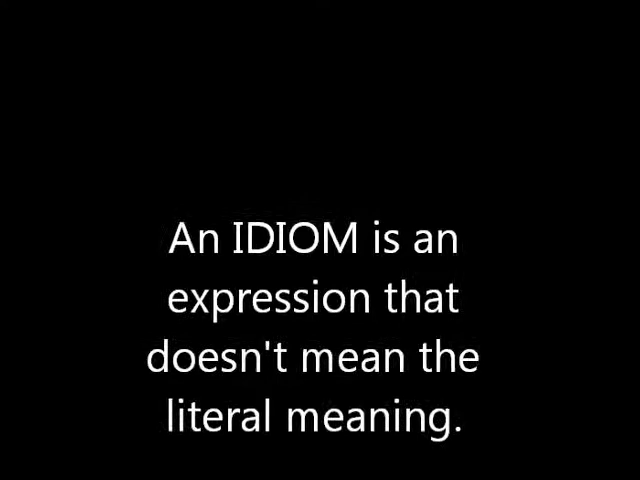 An IDIOM is an
expression that
doesn't mean the
literal meaning.